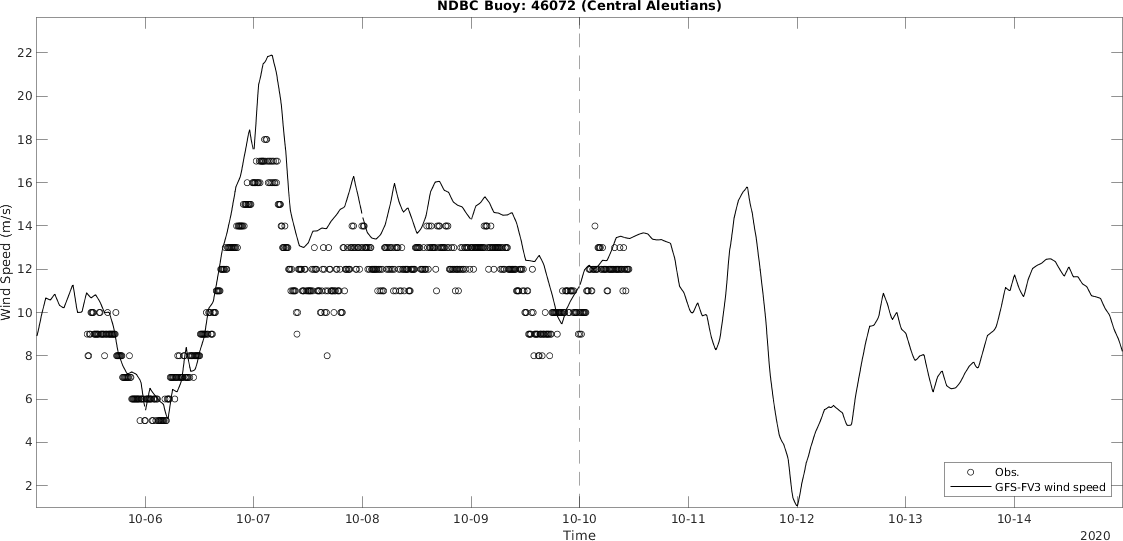 NDBC Buoy: 46072 (Central Aleutians)
22
20
18
16
14
12
10
8
6
4
2
Wind Speed (m/s)
Obs.
GFS-FV3 wind speed
10-06 10-07 10-08 10-09 10-10 10-11 10-12 10-13 10-14
Time
2020